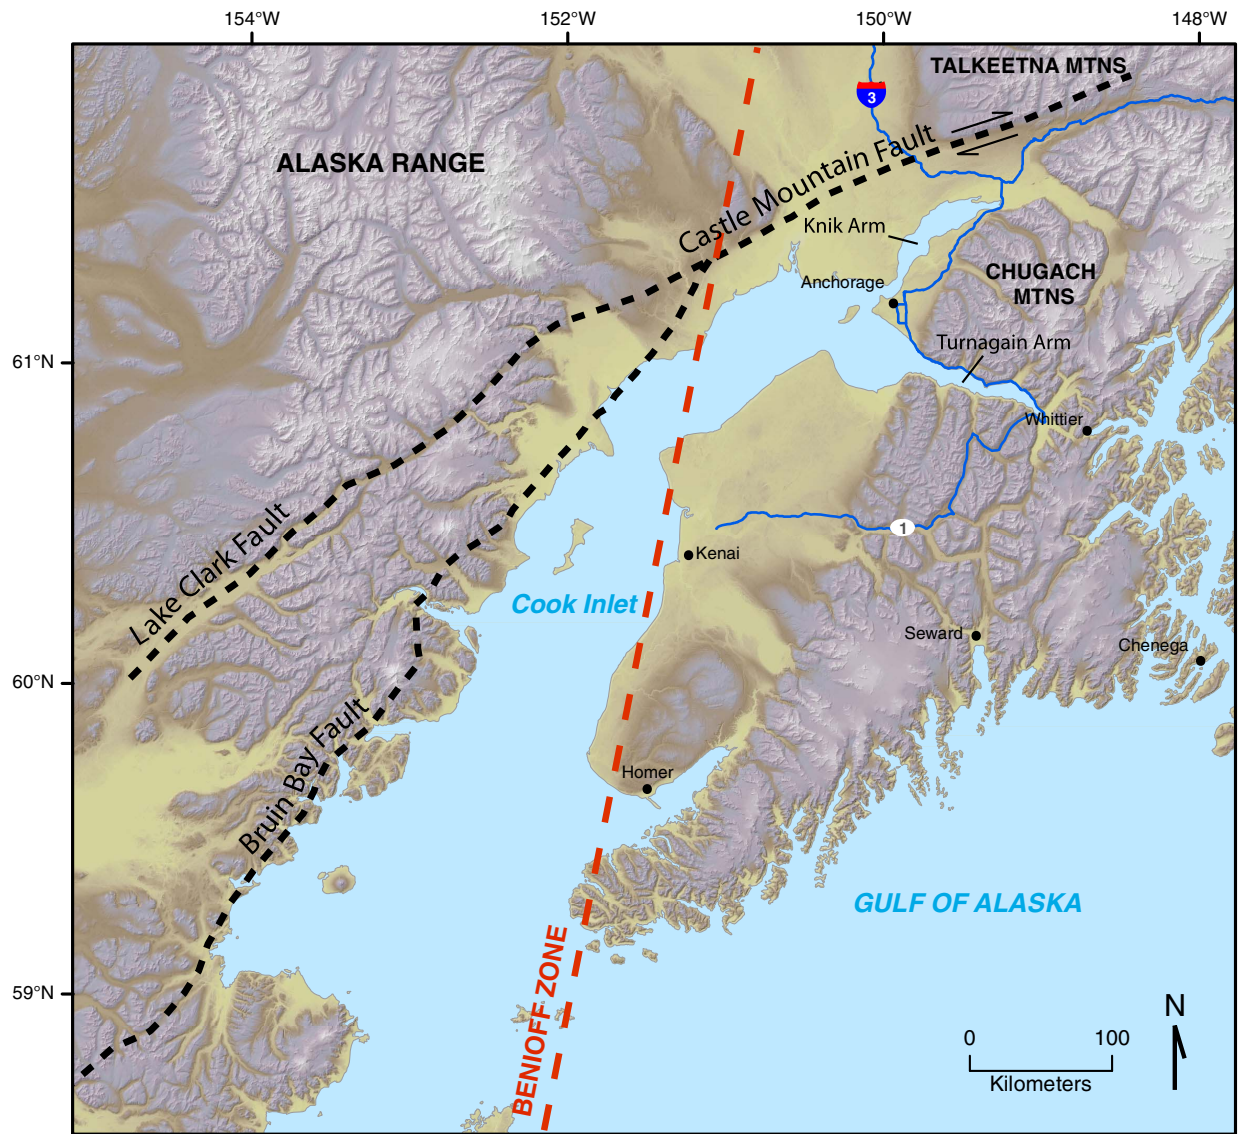 154°W
152°W
150°W
148°W
TALKEETNA MTNS
3
ALASKA RANGE
Castle Mountain Fault
Knik Arm
CHUGACH
MTNS
Anchorage
Turnagain Arm
61°N
Whittier
Lake Clark Fault
1
Kenai
Cook Inlet
Seward
Chenega
60°N
Bruin Bay Fault
Homer
GULF OF ALASKA
BENIOFF ZONE
59°N
N
0
100
Kilometers